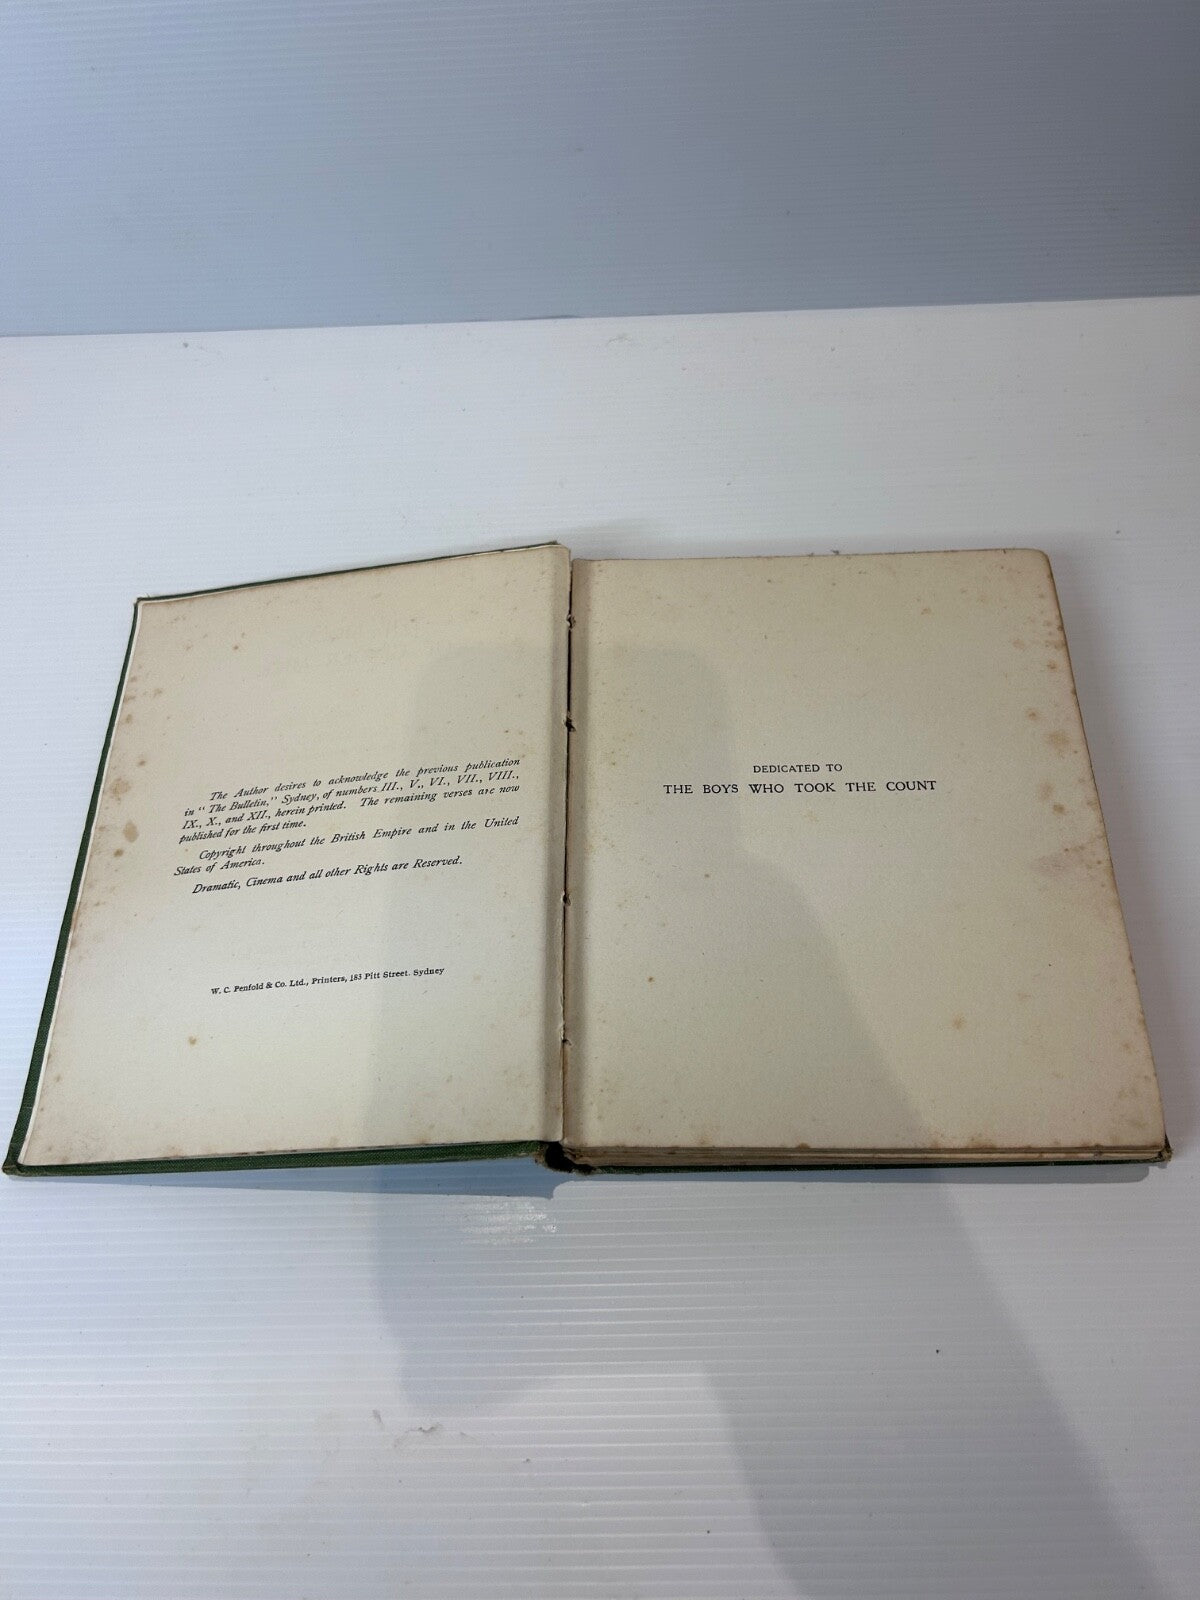 The Author desires to acknowledge the previous publication
in "The Bulletin," Sydney, of numbers III., V., VI., VII., VIII.,
IX., X., and XII., herein printed. The remaining verses are now
published for the first time.
Copyright throughout the British Empire and in the United
States of America.
Dramatic, Cinema and all other Rights are Reserved.
W. C. Penfold & Co. Ltd., Printers, 183 Pitt Street. Sydney
DEDICATED TO
THE BOYS WHO TOOK THE COUNT